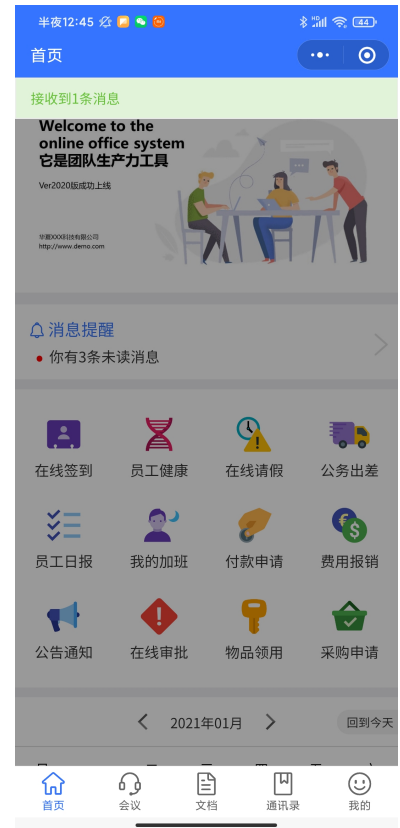 半夜12:45
44
首页
接收到1条消息
Welcome to the
online office system
它是团队生产力工具
Ver2020版成功上线
华夏XXX科技有限公司
http://www.demo.com
消息提醒
你有3条未读消息
在线签到 员工健康 在线请假 公务出差
员工日报 我的加班 付款申请 费用报销
公告通知 在线审批 物品领用 采购申请
2021年01月 回到今天
首页 会议 文档 通讯录 我的